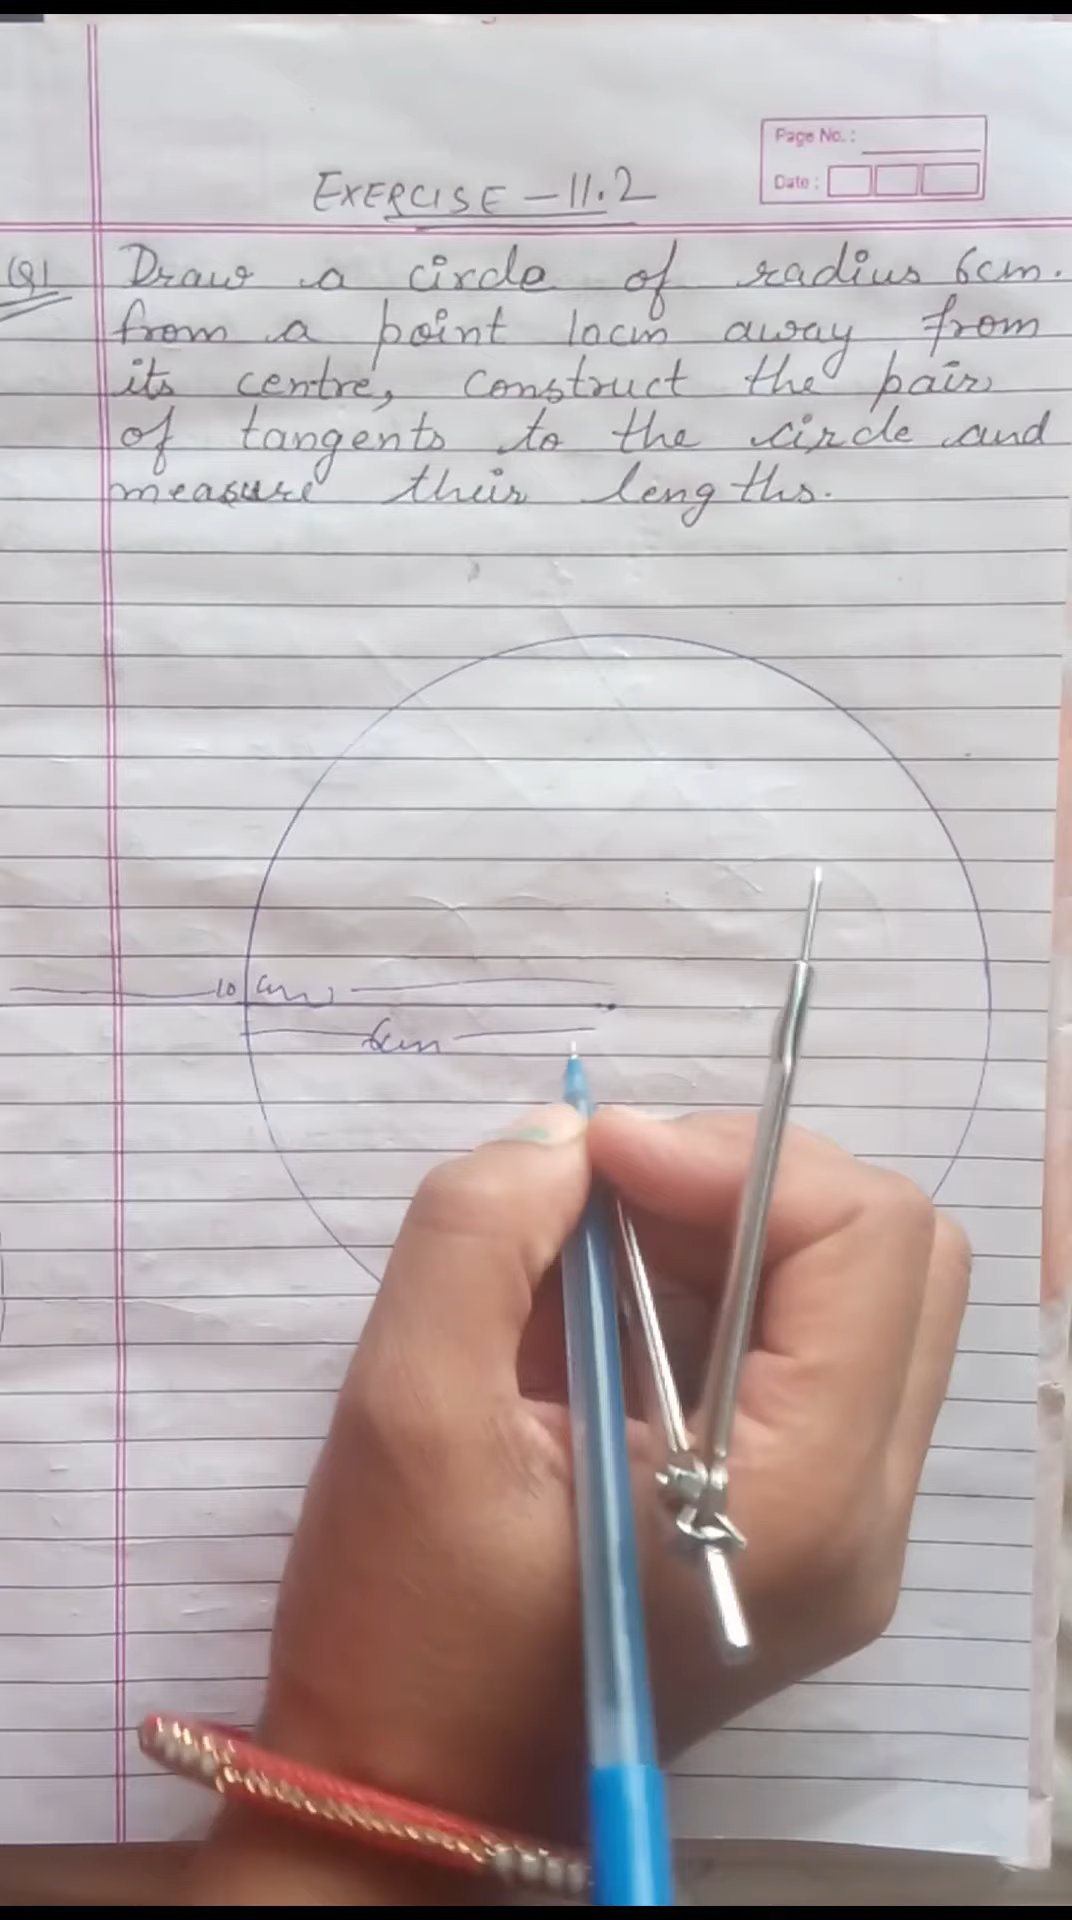 Page No. :
Date :
EXERCISE - 11.2
Q1 Draw a circle of radius 6cm.
from a point 10cm away from
its centre, construct the pair
of tangents to the circle and
measure their lengths.
10 cm
6cm